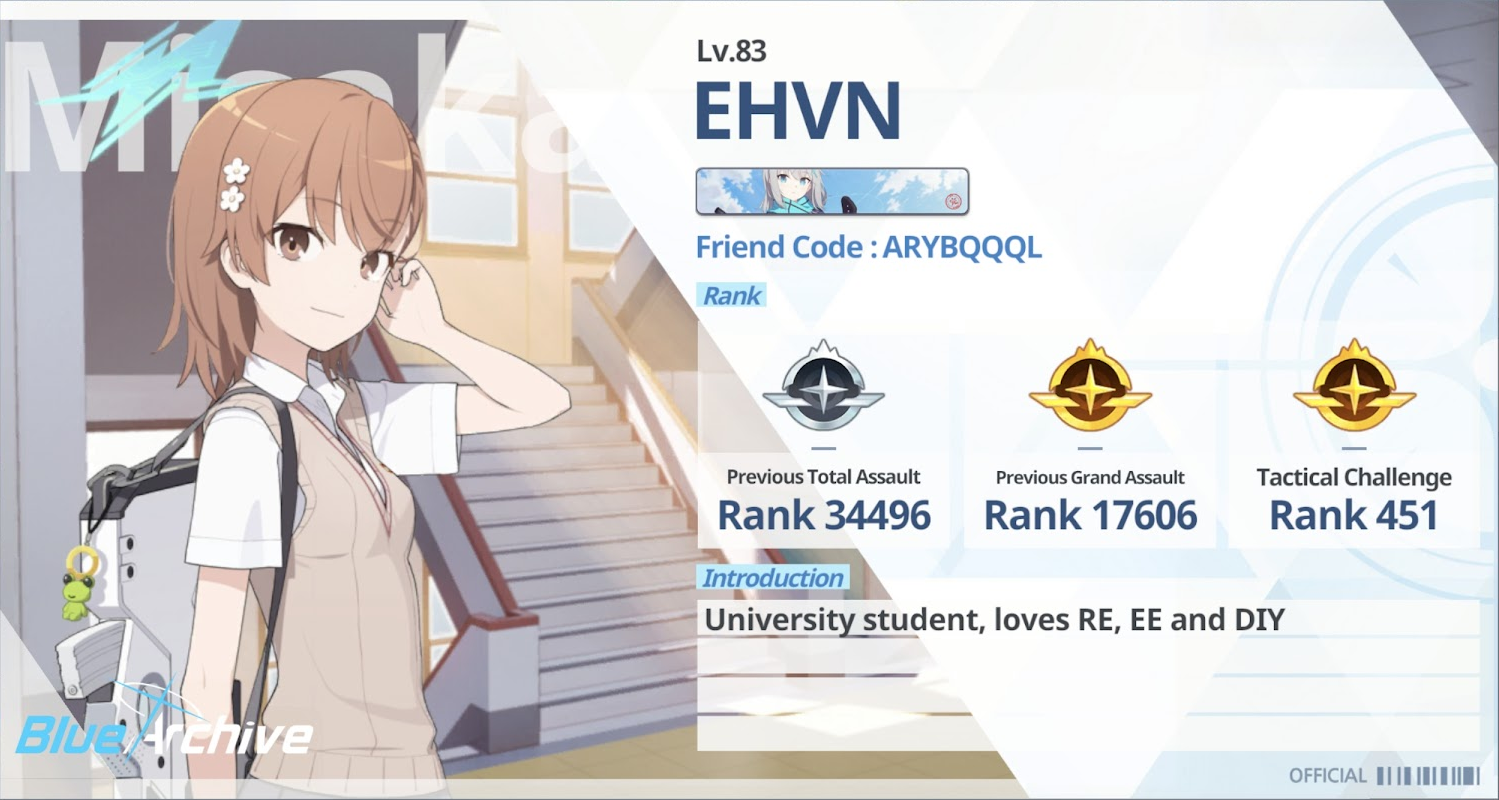 Misaka
Lv.83
EHVN
Friend Code : ARYBQQQL
Rank
Previous Total Assault
Rank 34496
Previous Grand Assault
Rank 17606
Tactical Challenge
Rank 451
Introduction
University student, loves RE, EE and DIY
Blue Archive
OFFICIAL